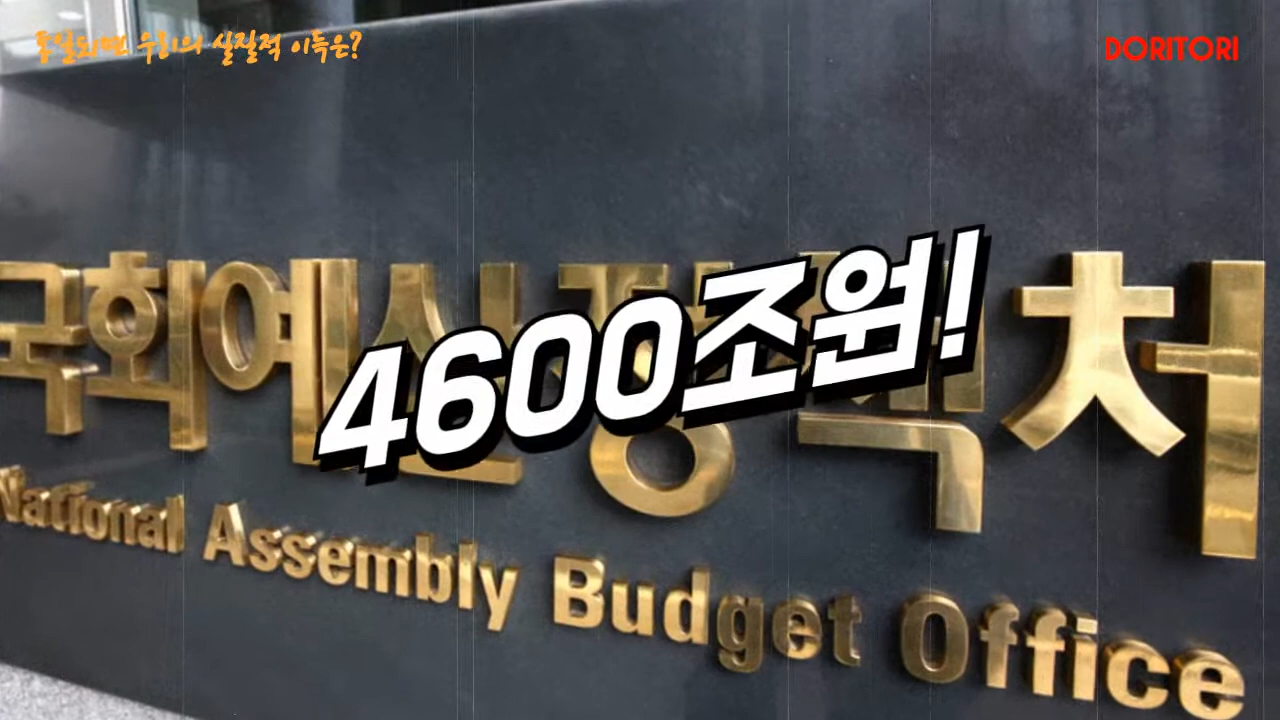 통일되면 우리의 실질적 이득은?
DORITORI
4600조원!
국회예산정책처
National Assembly Budget Office